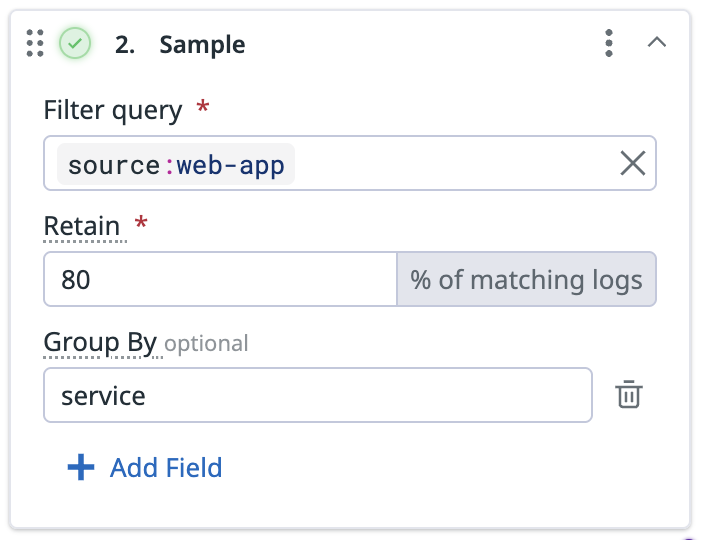 2. Sample
Filter query *
source:web-app
Retain *
80 % of matching logs
Group By optional
service
Add Field